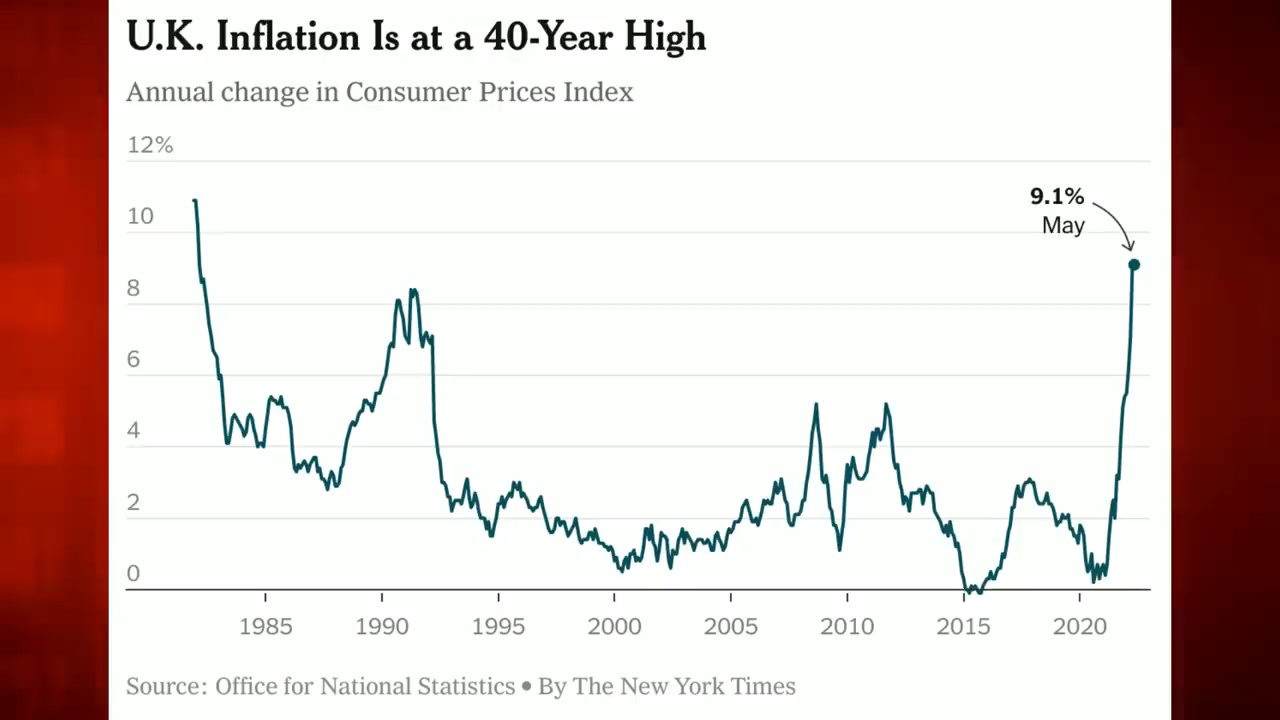 U.K. Inflation Is at a 40-Year High
Annual change in Consumer Prices Index
12%
10
8
6
4
2
0
9.1%
May
1985 1990 1995 2000 2005 2010 2015 2020
Source: Office for National Statistics • By The New York Times